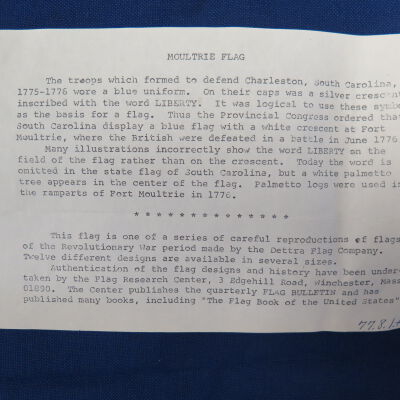 MOULTRIE FLAG
The troops which formed to defend Charleston, South Carolina,
1775-1776 wore a blue uniform. On their caps was a silver crescent
inscribed with the word LIBERTY. It was logical to use these symbo
as the basis for a flag. Thus the Provincial Congress ordered tha
South Carolina display a blue flag with a white crescent at Fort
Moultrie, where the British were defeated in a battle in June 1776.
Many illustrations incorrectly show the word LIBERTY on the
field of the flag rather than on the crescent. Today the word is
omitted in the state flag of South Carolina, but a white palmetto
tree appears in the center of the flag. Palmetto logs were used in
the ramparts of Fort Moultrie in 1776.
* * * * * * * * * * * * * * *
This flag is one of a series of careful reproductions of flags
of the Revolutionary War period made by the Dettra Flag Company.
Twelve different designs are available in several sizes.
Authentication of the flag designs and history have been under-
taken by the Flag Research Center, 3 Edgehill Road, Winchester, Mass
01890. The Center publishes the quarterly FLAG BULLETIN and has
published many books, including "The Flag Book of the United States"
77.8.1